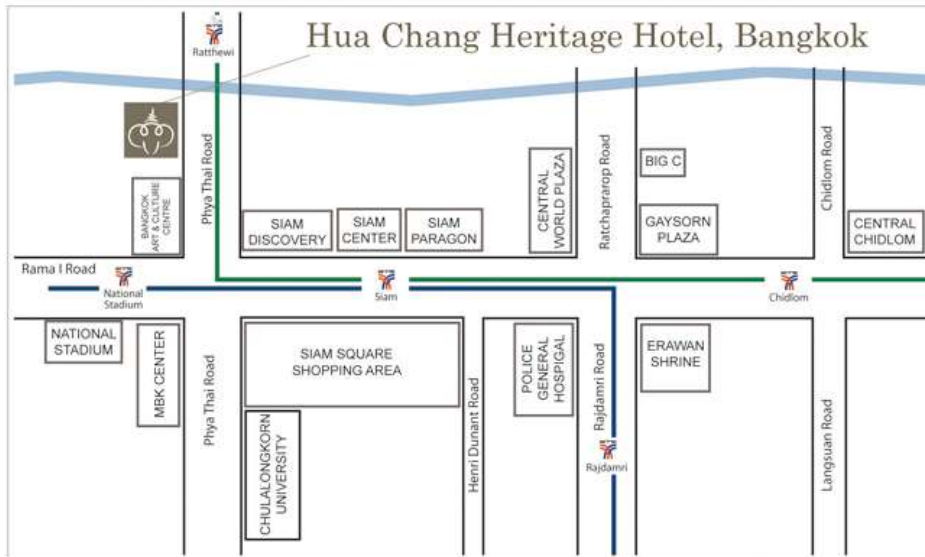 Hua Chang Heritage Hotel, Bangkok
Ratthewi
Phya Thai Road
BANGKOK
ART & CULTURE
CENTRE
SIAM
DISCOVERY
SIAM
CENTER
SIAM
PARAGON
CENTRAL
WORLD PLAZA
Ratchaprarop Road
BIG C
GAYSORN
PLAZA
Chidlom Road
CENTRAL
CHIDLOM
Rama I Road
National
Stadium
Siam
Chidlom
NATIONAL
STADIUM
MBK CENTER
Phya Thai Road
SIAM SQUARE
SHOPPING AREA
CHULALONGKORN
UNIVERSITY
Henri Dunant Road
POLICE
GENERAL
HOSPIGAL
Rajdamri Road
Rajdamri
ERAWAN
SHRINE
Langsuan Road